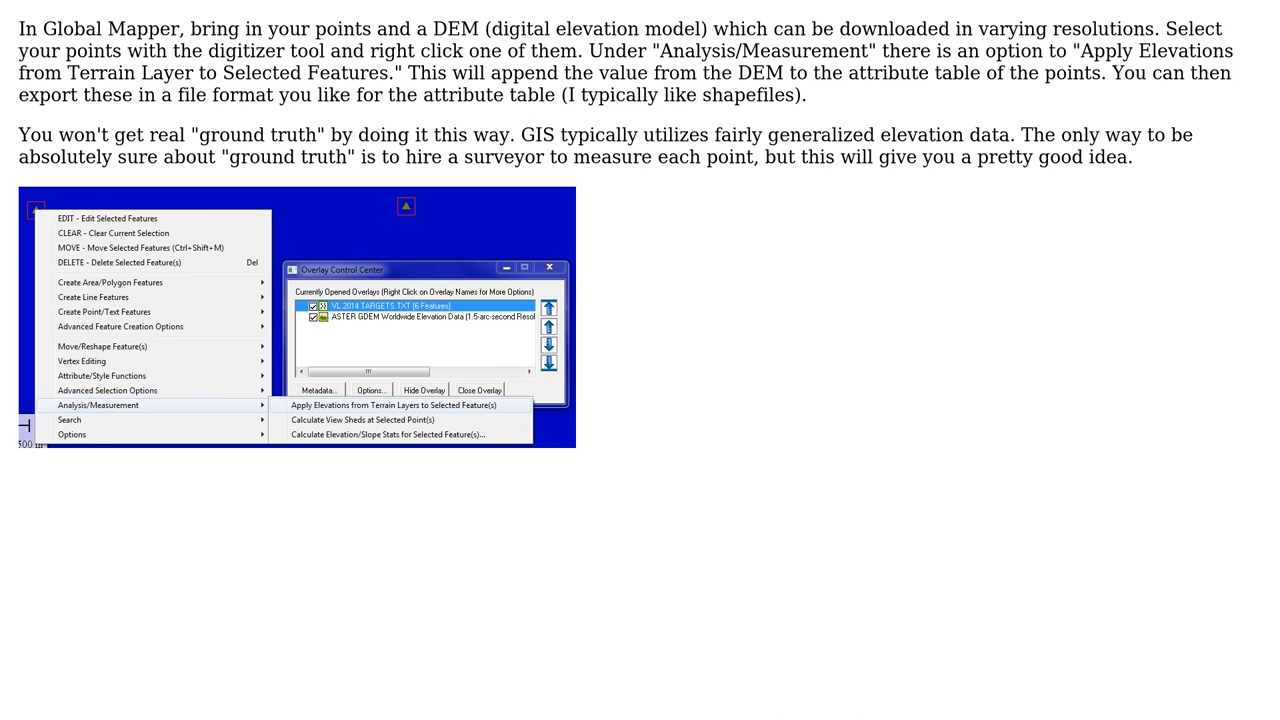 In Global Mapper, bring in your points and a DEM (digital elevation model) which can be downloaded in varying resolutions. Select
your points with the digitizer tool and right click one of them. Under "Analysis/Measurement" there is an option to "Apply Elevations
from Terrain Layer to Selected Features." This will append the value from the DEM to the attribute table of the points. You can then
export these in a file format you like for the attribute table (I typically like shapefiles).
You won't get real "ground truth" by doing it this way. GIS typically utilizes fairly generalized elevation data. The only way to be
absolutely sure about "ground truth" is to hire a surveyor to measure each point, but this will give you a pretty good idea.
EDIT - Edit Selected Features
CLEAR - Clear Current Selection
MOVE - Move Selected Features (Ctrl+Shift+M)
DELETE - Delete Selected Feature(s) Del
Create Area/Polygon Features
Create Line Features
Create Point/Text Features
Advanced Feature Creation Options
Move/Reshape Feature(s)
Vertex Editing
Attribute/Style Functions
Advanced Selection Options
Analysis/Measurement
Search
Options
Overlay Control Center
Currently Opened Overlays (Right Click on Overlay Names for More Options)
VL 2014 TARGETS.TXT (6 Features)
ASTER GDEM Worldwide Elevation Data (1.5-arc-second Resol
Metadata... Options... Hide Overlay Close Overlay
Apply Elevations from Terrain Layers to Selected Feature(s)
Calculate View Sheds at Selected Point(s)
Calculate Elevation/Slope Stats for Selected Feature(s)...